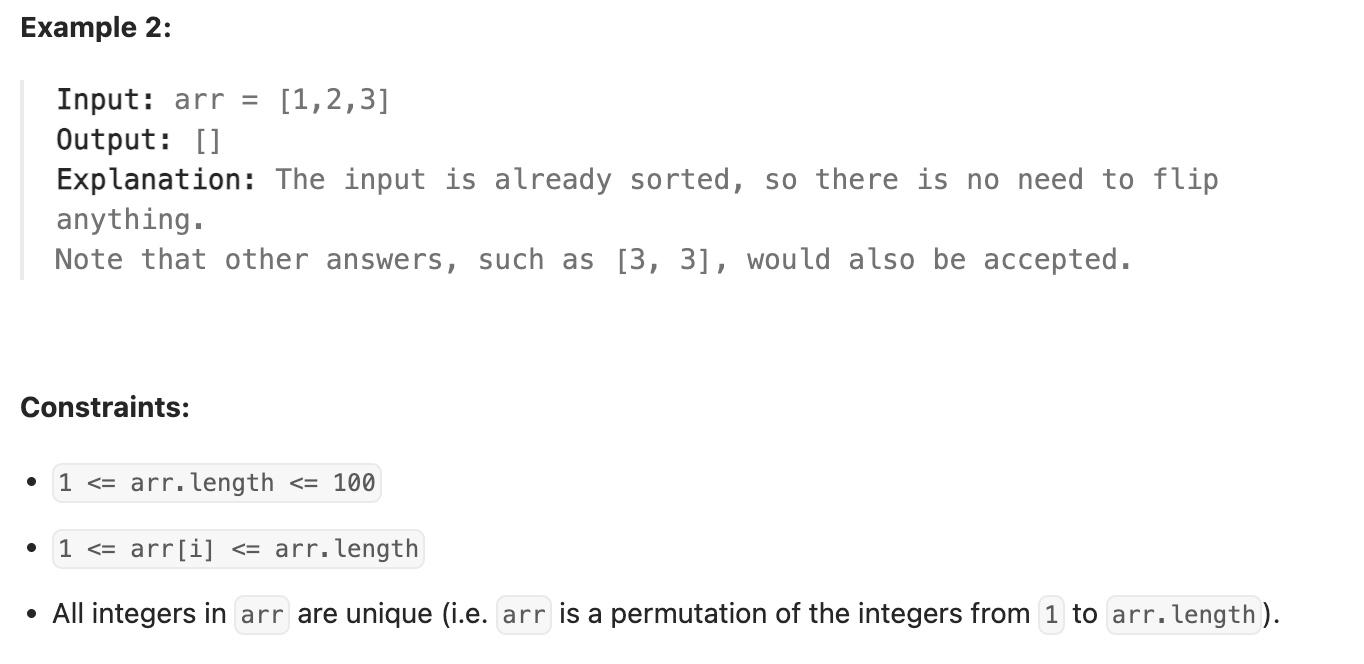 Example 2:
Input: arr = [1,2,3]
Output: []
Explanation: The input is already sorted, so there is no need to flip
anything.
Note that other answers, such as [3, 3], would also be accepted.
Constraints:
• 1 <= arr.length <= 100
• 1 <= arr[i] <= arr.length
• All integers in arr are unique (i.e. arr is a permutation of the integers from 1 to arr.length).